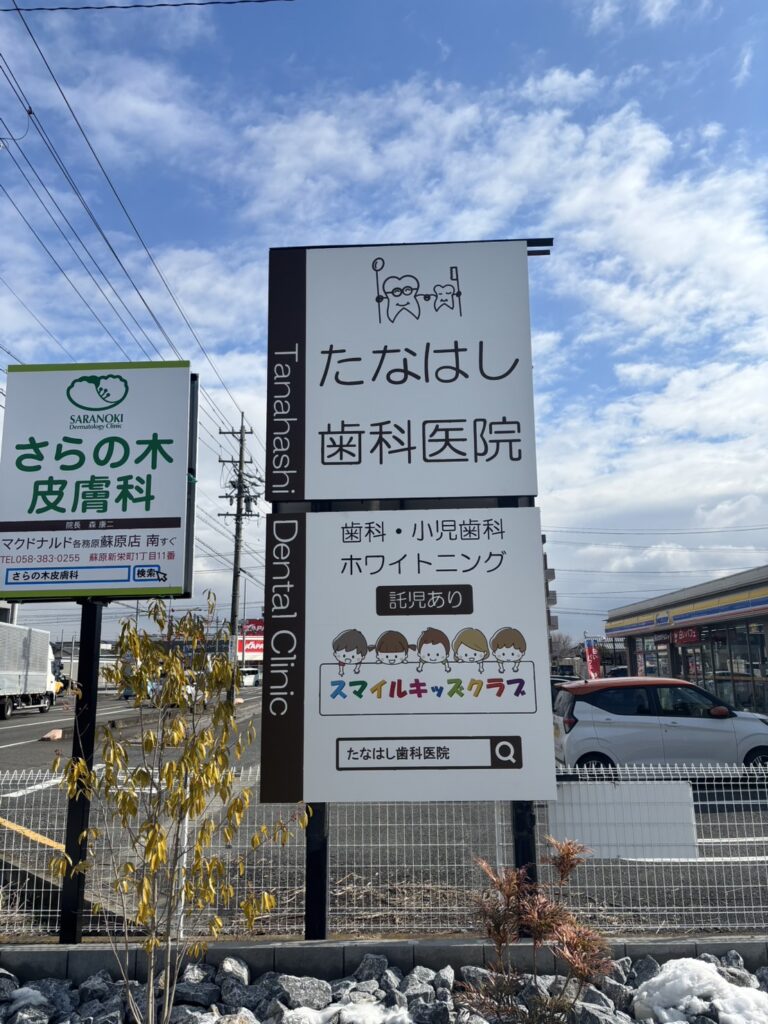 たなはし
歯科医院
Tanahashi Dental Clinic
歯科・小児歯科
ホワイトニング
託児あり
スマイルキッズクラブ
たなはし歯科医院
SARANOKI
Dermatology Clinic
さらの木
皮膚科
院長 森 康二
マクドナルド各務原蘇原店 南すぐ
TEL058-383-0255 蘇原新栄町1丁目11番
さらの木皮膚科 検索